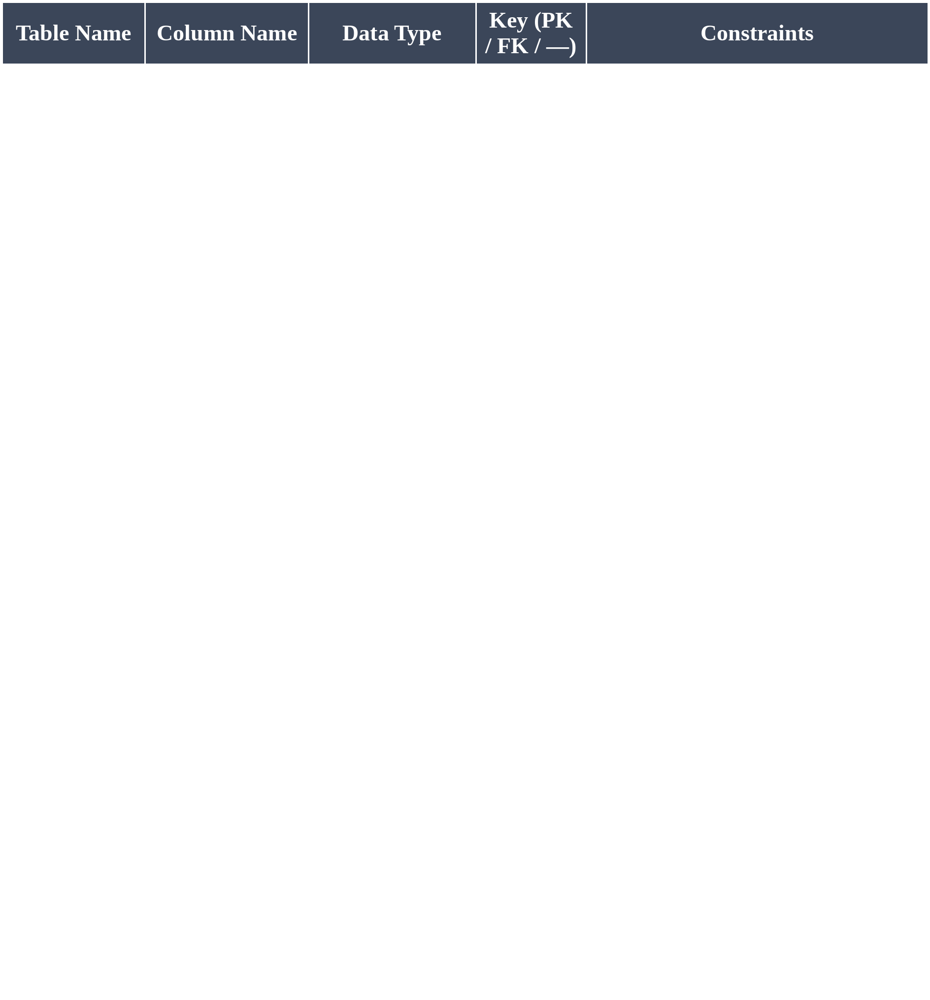 Table Name
Column Name
Data Type
Key (PK
/ FK / —)
Constraints